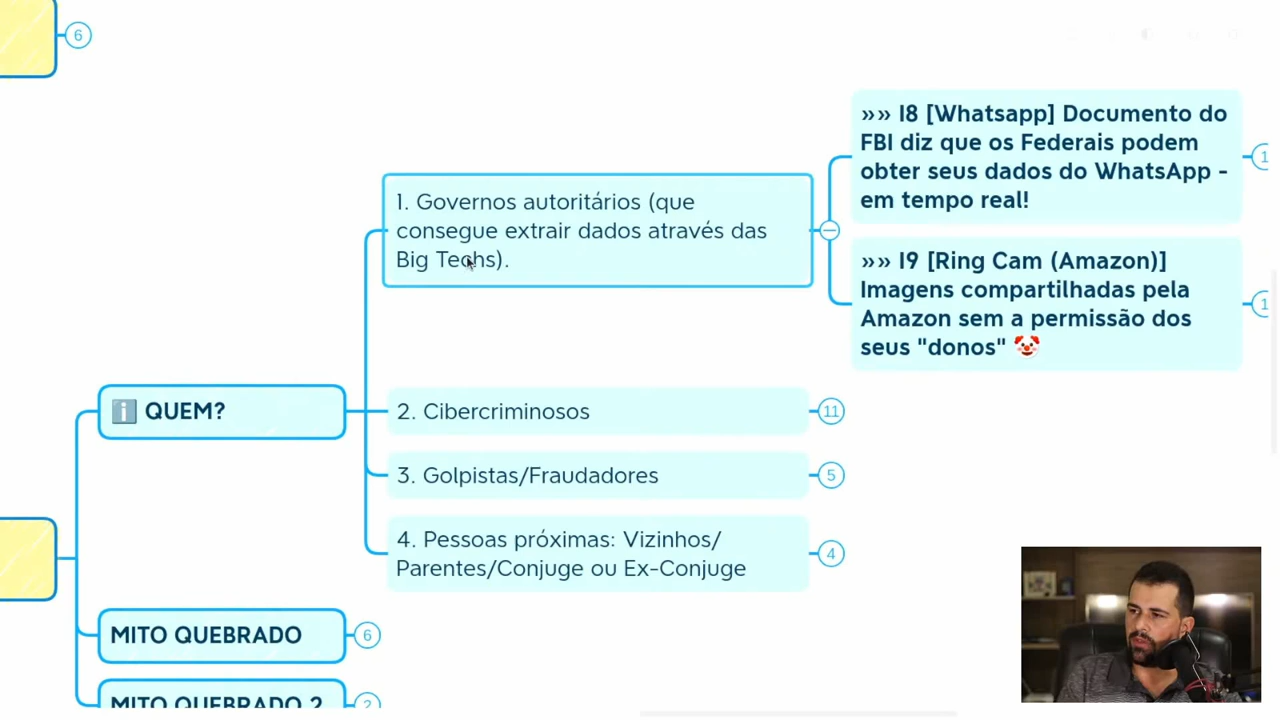 6
»» I8 [Whatsapp] Documento do
FBI diz que os Federais podem
obter seus dados do WhatsApp -
em tempo real!
1
1. Governos autoritários (que
consegue extrair dados através das
Big Techs).
»» I9 [Ring Cam (Amazon)]
Imagens compartilhadas pela
Amazon sem a permissão dos
seus "donos" 🤡
1
ℹ️ QUEM?
2. Cibercriminosos
11
3. Golpistas/Fraudadores
5
4. Pessoas próximas: Vizinhos/
Parentes/Conjuge ou Ex-Conjuge
4
MITO QUEBRADO
6
MITO QUEBRADO 2
2